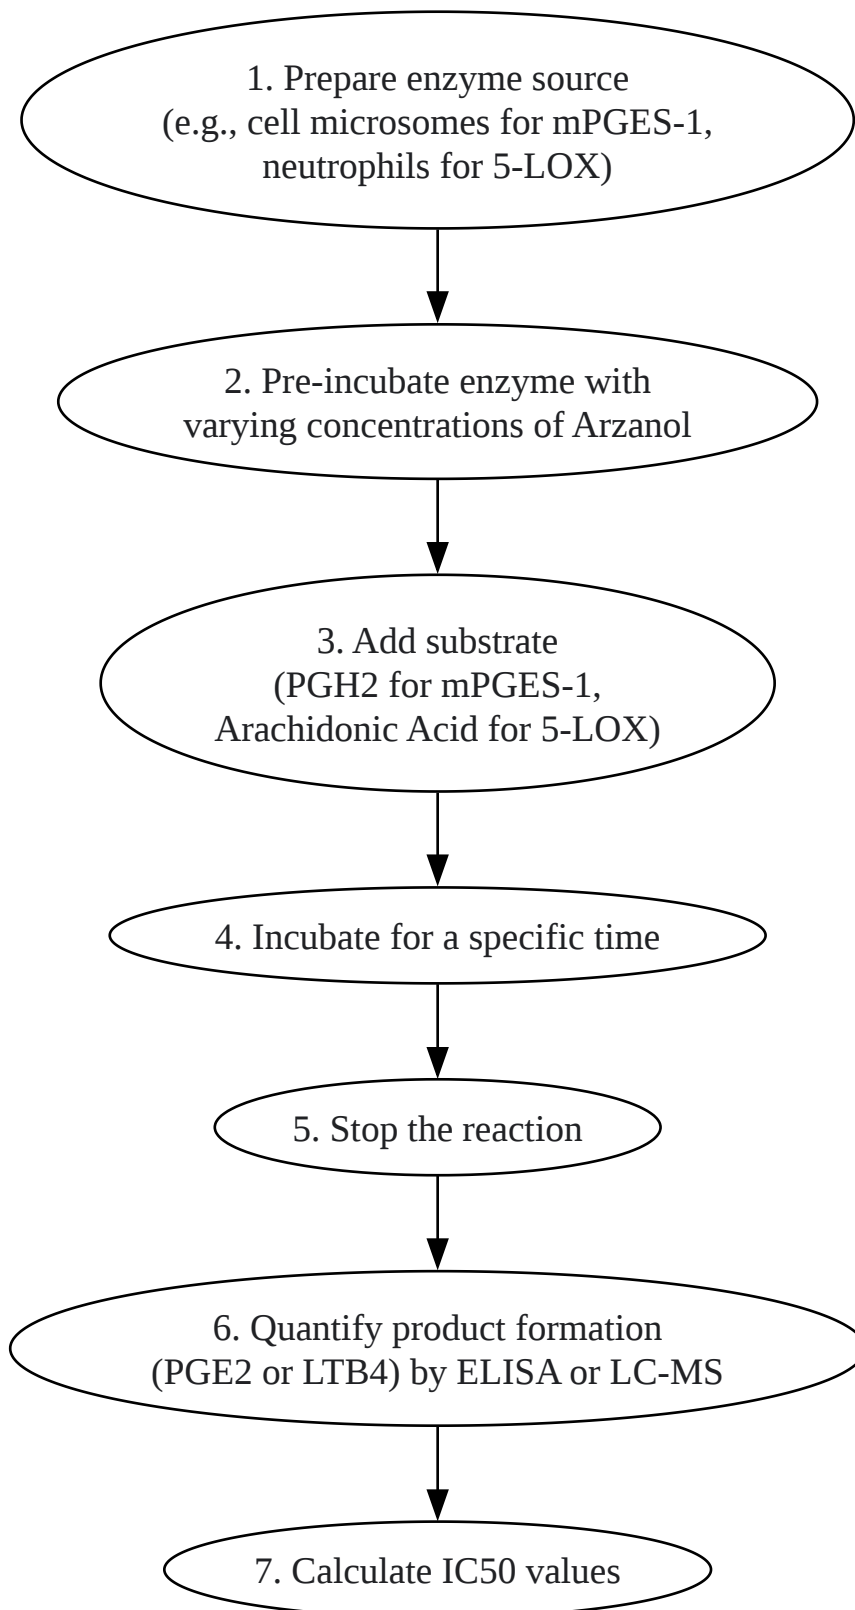 1. Prepare enzyme source
(e.g., cell microsomes for mPGES-1,
neutrophils for 5-LOX)
2. Pre-incubate enzyme with
varying concentrations of Arzanol
3. Add substrate
(PGH2 for mPGES-1,
Arachidonic Acid for 5-LOX)
4. Incubate for a specific time
5. Stop the reaction
6. Quantify product formation
(PGE2 or LTB4) by ELISA or LC-MS
7. Calculate IC50 values